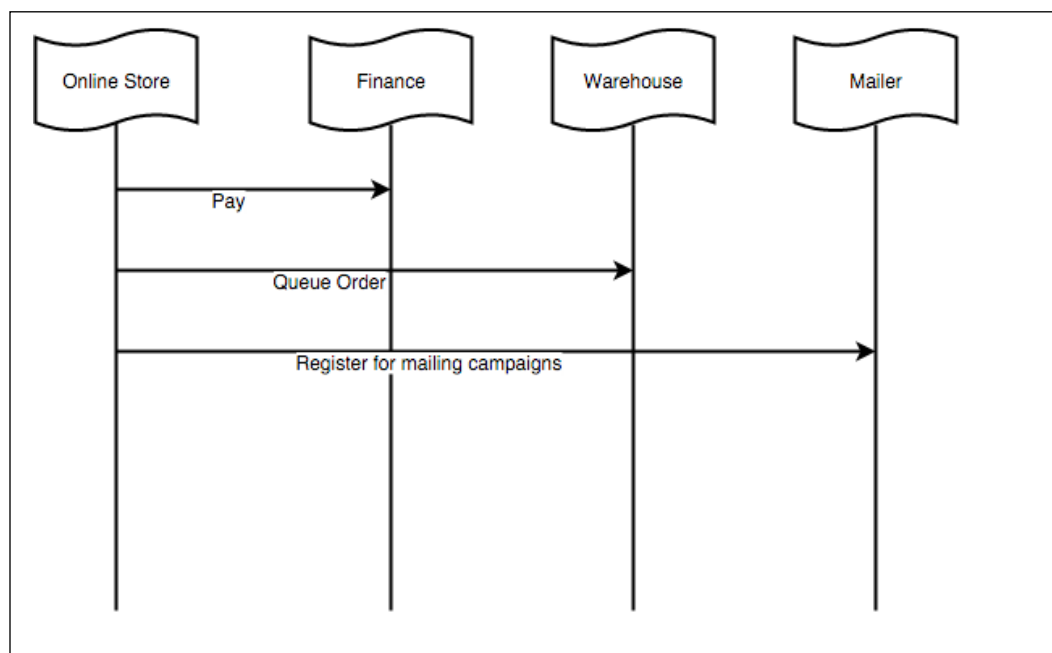 Online Store
Finance
Warehouse
Mailer
Pay
Queue Order
Register for mailing campaigns